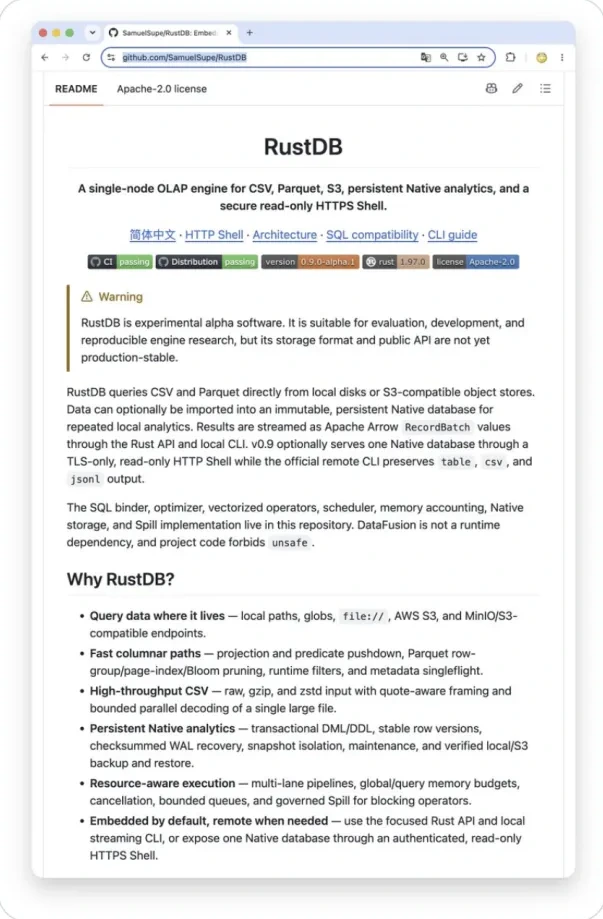 SamuelSupe/RustDB: Embed
github.com/SamuelSupe/RustDB
README
Apache-2.0 license
RustDB
A single-node OLAP engine for CSV, Parquet, S3, persistent Native analytics, and a
secure read-only HTTPS Shell.
简体中文 · HTTP Shell · Architecture · SQL compatibility · CLI guide
CI passing Distribution passing version 0.9.0-alpha.1 rust 1.97.0 license Apache-2.0
Warning
RustDB is experimental alpha software. It is suitable for evaluation, development, and
reproducible engine research, but its storage format and public API are not yet
production-stable.
RustDB queries CSV and Parquet directly from local disks or S3-compatible object stores.
Data can optionally be imported into an immutable, persistent Native database for
repeated local analytics. Results are streamed as Apache Arrow RecordBatch values
through the Rust API and local CLI. v0.9 optionally serves one Native database through a
TLS-only, read-only HTTP Shell while the official remote CLI preserves table , csv , and
jsonl output.
The SQL binder, optimizer, vectorized operators, scheduler, memory accounting, Native
storage, and Spill implementation live in this repository. DataFusion is not a runtime
dependency, and project code forbids unsafe .
Why RustDB?
• Query data where it lives — local paths, globs, file:// , AWS S3, and MinIO/S3-
compatible endpoints.
• Fast columnar paths — projection and predicate pushdown, Parquet row-
group/page-index/Bloom pruning, runtime filters, and metadata singleflight.
• High-throughput CSV — raw, gzip, and zstd input with quote-aware framing and
bounded parallel decoding of a single large file.
• Persistent Native analytics — transactional DML/DDL, stable row versions,
checksummed WAL recovery, snapshot isolation, maintenance, and verified local/S3
backup and restore.
• Resource-aware execution — multi-lane pipelines, global/query memory budgets,
cancellation, bounded queues, and governed Spill for blocking operators.
• Embedded by default, remote when needed — use the focused Rust API and local
streaming CLI, or expose one Native database through an authenticated, read-only
HTTPS Shell.